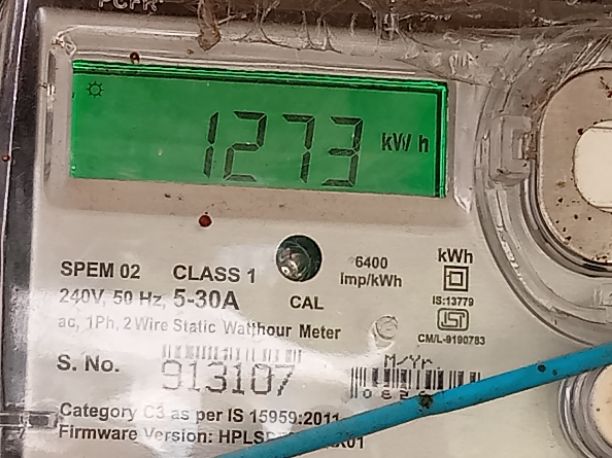 1273 kWh
SPEM 02 CLASS 1
6400
Imp/kWh
kWh
240V, 50 Hz, 5-30A
CAL
IS:13779
ac, 1Ph, 2 Wire Static Watthour Meter
ISI
CM/L-9190783
S. No. 913107
M/Yr.
Category C3 as per IS 15959:2011
Firmware Version: